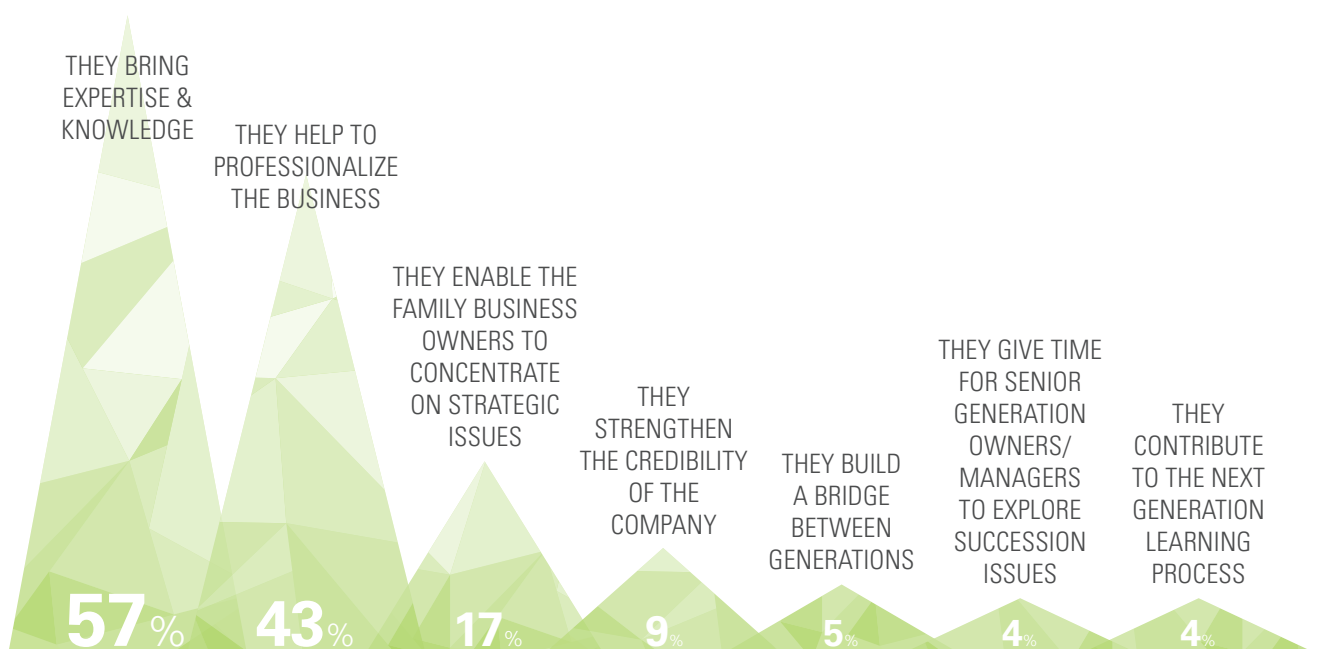 THEY BRING
EXPERTISE &
KNOWLEDGE
57%
THEY HELP TO
PROFESSIONALIZE
THE BUSINESS
43%
THEY ENABLE THE
FAMILY BUSINESS
OWNERS TO
CONCENTRATE
ON STRATEGIC
ISSUES
17%
THEY
STRENGTHEN
THE CREDIBILITY
OF THE
COMPANY
9%
THEY BUILD
A BRIDGE
BETWEEN
GENERATIONS
5%
THEY GIVE TIME
FOR SENIOR
GENERATION
OWNERS/
MANAGERS
TO EXPLORE
SUCCESSION
ISSUES
4%
THEY
CONTRIBUTE
TO THE NEXT
GENERATION
LEARNING
PROCESS
4%